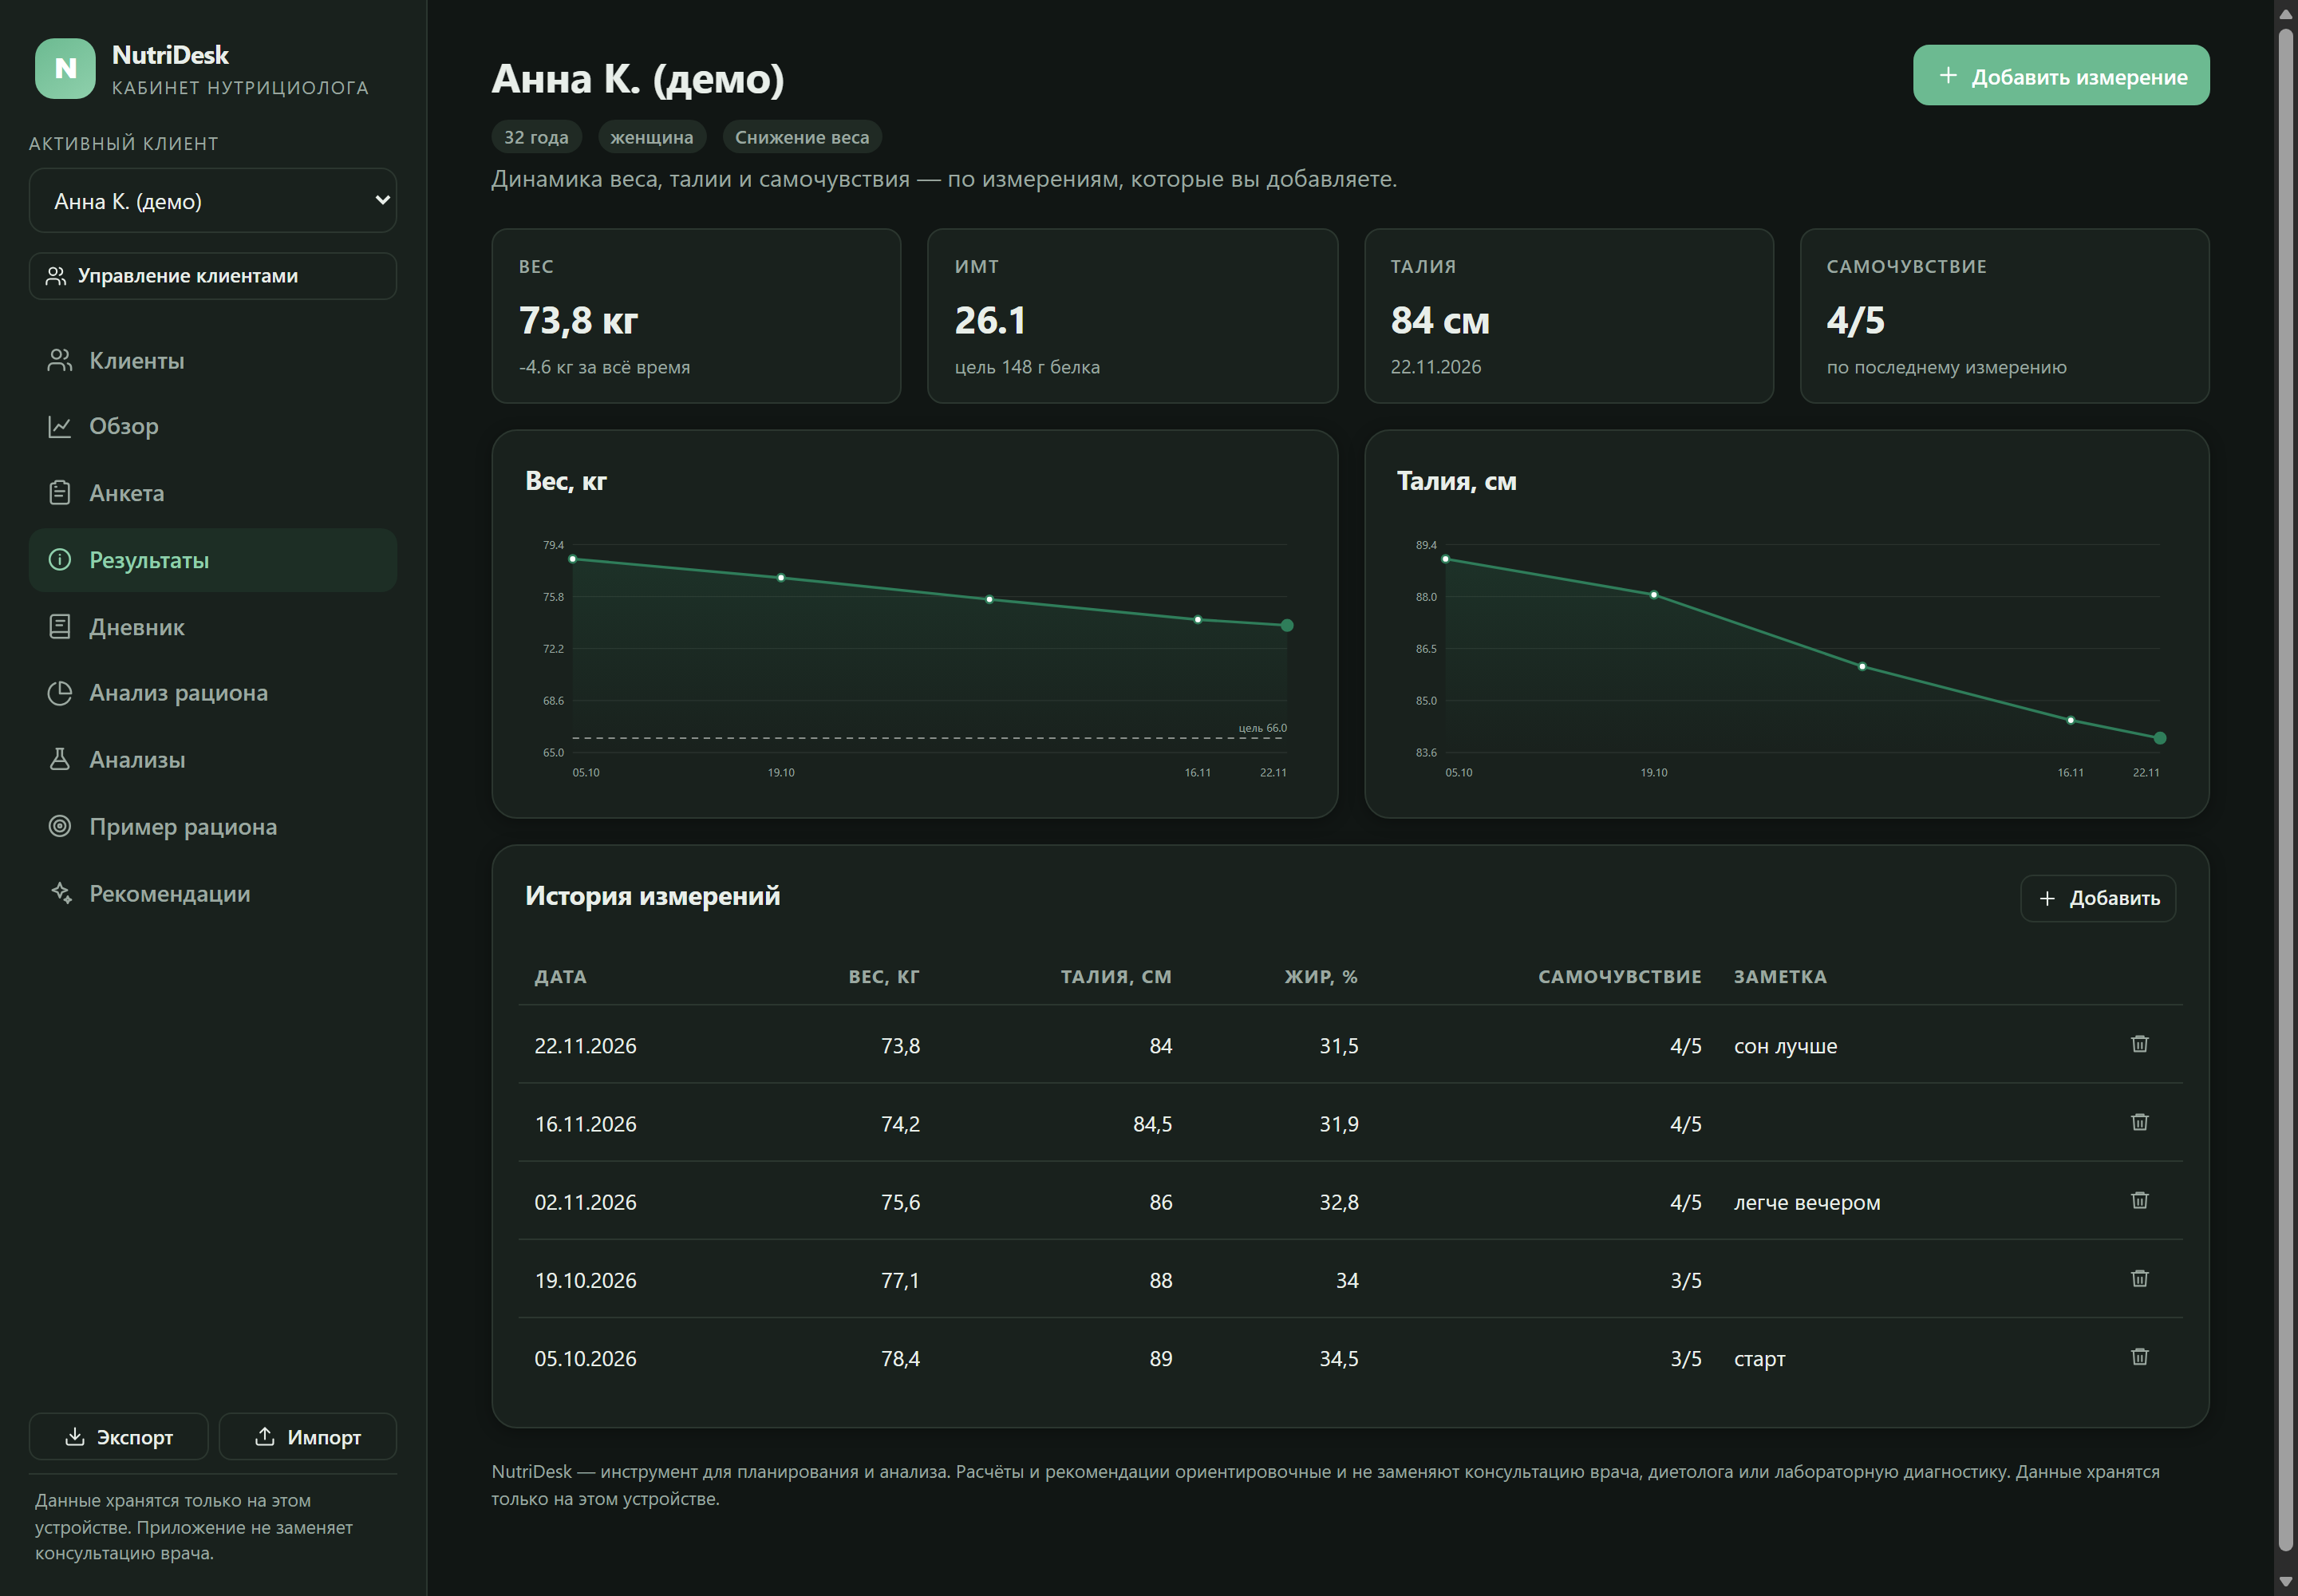 N
NutriDesk
КАБИНЕТ НУТРИЦИОЛОГА
АКТИВНЫЙ КЛИЕНТ
Анна К. (демо)
Управление клиентами
Клиенты
Обзор
Анкета
Результаты
Дневник
Анализ рациона
Анализы
Пример рациона
Рекомендации
Экспорт
Импорт
Данные хранятся только на этом
устройстве. Приложение не заменяет
консультацию врача.
Анна К. (демо)
Добавить измерение
32 года
женщина
Снижение веса
Динамика веса, талии и самочувствия — по измерениям, которые вы добавляете.
ВЕС
73,8 кг
-4.6 кг за всё время
ИМТ
26.1
цель 148 г белка
ТАЛИЯ
84 см
22.11.2026
САМОЧУВСТВИЕ
4/5
по последнему измерению
Вес, кг
79.4
75.8
72.2
68.6
цель 66.0
65.0
05.10 19.10 16.11 22.11
Талия, см
89.4
88.0
86.5
85.0
83.6
05.10 19.10 16.11 22.11
История измерений
Добавить
ДАТА ВЕС, КГ ТАЛИЯ, СМ ЖИР, % САМОЧУВСТВИЕ ЗАМЕТКА
22.11.2026 73,8 84 31,5 4/5 сон лучше
16.11.2026 74,2 84,5 31,9 4/5
02.11.2026 75,6 86 32,8 4/5 легче вечером
19.10.2026 77,1 88 34 3/5
05.10.2026 78,4 89 34,5 3/5 старт
NutriDesk — инструмент для планирования и анализа. Расчёты и рекомендации ориентировочные и не заменяют консультацию врача, диетолога или лабораторную диагностику. Данные хранятся
только на этом устройстве.